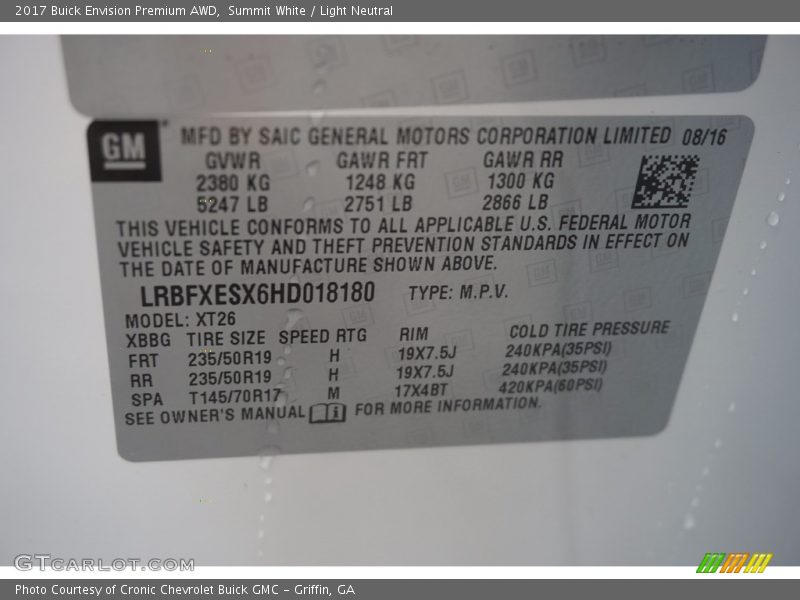 2017 Buick Envision Premium AWD, Summit White / Light Neutral
GM MFD BY SAIC GENERAL MOTORS CORPORATION LIMITED 08/16
GVWR GAWR FRT GAWR RR
2380 KG 1248 KG 1300 KG
5247 LB 2751 LB 2866 LB
THIS VEHICLE CONFORMS TO ALL APPLICABLE U.S. FEDERAL MOTOR
VEHICLE SAFETY AND THEFT PREVENTION STANDARDS IN EFFECT ON
THE DATE OF MANUFACTURE SHOWN ABOVE.
LRBFXESX6HD018180 TYPE: M.P.V.
MODEL: XT26
XBBG TIRE SIZE SPEED RTG RIM COLD TIRE PRESSURE
FRT 235/50R19 H 19X7.5J 240KPA(35PSI)
RR 235/50R19 H 19X7.5J 240KPA(35PSI)
SPA T145/70R17 M 17X4BT 420KPA(60PSI)
SEE OWNER'S MANUAL FOR MORE INFORMATION.
GTCarLot.com
Photo Courtesy of Cronic Chevrolet Buick GMC - Griffin, GA